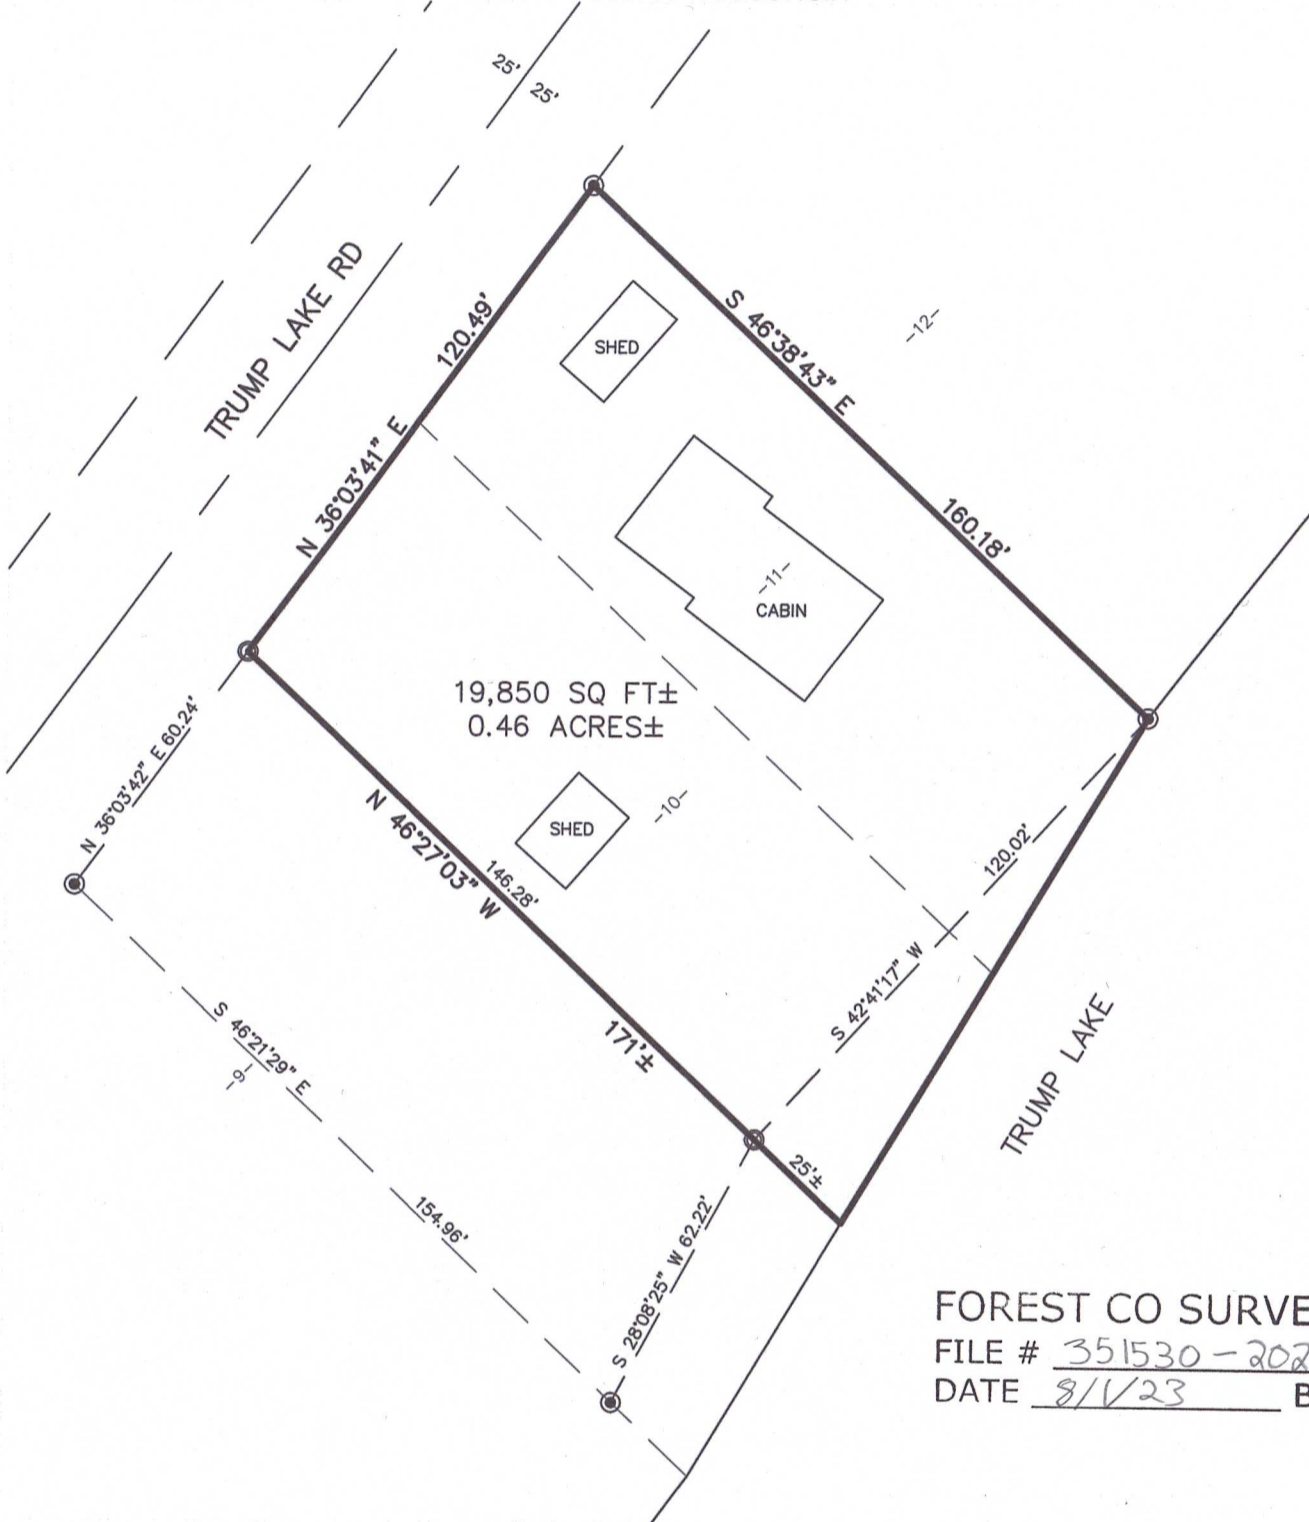 25'
25'
TRUMP LAKE RD
120.49'
N 36°03'41" E
SHED
S 46°38'43" E
-12-
160.18'
-11-
CABIN
19,850 SQ FT±
0.46 ACRES±
N 36°03'42" E 60.24'
SHED
-10-
N 46°27'03" W
146.28'
120.02'
S 42°41'17" W
171'±
25'±
TRUMP LAKE
S 46°21'29" E
-9-
154.96'
S 28°08'25" W 62.22'
FOREST CO SURVE
FILE # 351530-202
DATE 8/1/23 B